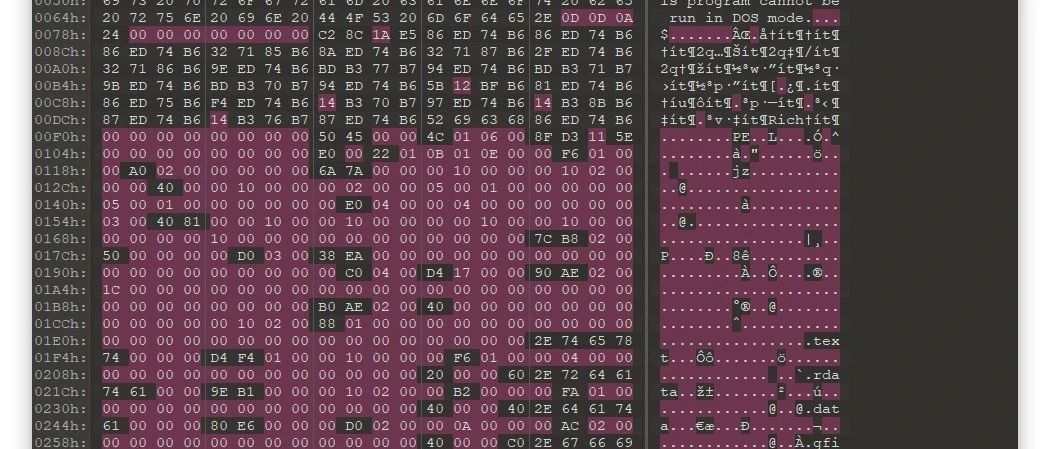 0050h: 69 73 20 70 72 6F 67 72 61 6D 20 63 61 6E 6E 6F 74 20 62 65 is program cannot be
0064h: 20 72 75 6E 20 69 6E 20 44 4F 53 20 6D 6F 64 65 2E 0D 0D 0A run in DOS mode....
0078h: 24 00 00 00 00 00 00 00 C2 8C 1A E5 86 ED 74 B6 86 ED 74 B6 $.......ÂŒ.å†ít¶†ít¶
008Ch: 86 ED 74 B6 32 71 85 B6 8A ED 74 B6 32 71 87 B6 2F ED 74 B6 †ít¶2q…¶Šít¶2q‡¶/ít¶
00A0h: 32 71 86 B6 9E ED 74 B6 BD B3 77 B7 94 ED 74 B6 BD B3 71 B7 2q†¶žít¶½³w·”ít¶½³q·
00B4h: 9B ED 74 B6 BD B3 70 B7 94 ED 74 B6 5B 12 BF B6 81 ED 74 B6 ›ít¶½³p·”ít¶[.¿¶.ít¶
00C8h: 86 ED 75 B6 F4 ED 74 B6 14 B3 70 B7 97 ED 74 B6 14 B3 8B B6 †íu¶ôít¶.³p·—ít¶.³‹¶
00DCh: 87 ED 74 B6 14 B3 76 B7 87 ED 74 B6 52 69 63 68 86 ED 74 B6 ‡ít¶.³v·‡ít¶Rich†ít¶
00F0h: 00 00 00 00 00 00 00 00 50 45 00 00 4C 01 06 00 8F D3 11 5E ........PE..L....Ó.^
0104h: 00 00 00 00 00 00 00 00 E0 00 22 01 0B 01 0E 00 00 F6 01 00 ........à."......ö..
0118h: 00 A0 02 00 00 00 00 00 6A 7A 00 00 00 10 00 00 00 10 02 00 . ......jz..........
012Ch: 00 00 40 00 00 10 00 00 00 02 00 00 05 00 01 00 00 00 00 00 ..@.................
0140h: 05 00 01 00 00 00 00 00 00 E0 04 00 00 04 00 00 00 00 00 00 .........à..........
0154h: 03 00 40 81 00 00 10 00 00 10 00 00 00 00 10 00 00 10 00 00 ..@.................
0168h: 00 00 00 00 10 00 00 00 00 00 00 00 00 00 00 00 7C B8 02 00 ................|¸..
017Ch: 50 00 00 00 00 D0 03 00 38 EA 00 00 00 00 00 00 00 00 00 00 P....Ð..8ê..........
0190h: 00 00 00 00 00 00 00 00 00 C0 04 00 D4 17 00 00 90 AE 02 00 .........À..Ô....®..
01A4h: 1C 00 00 00 00 00 00 00 00 00 00 00 00 00 00 00 00 00 00 00 ....................
01B8h: 00 00 00 00 00 00 00 00 B0 AE 02 00 40 00 00 00 00 00 00 00 ........°®..@.......
01CCh: 00 00 00 00 00 10 02 00 88 01 00 00 00 00 00 00 00 00 00 00 ........ˆ...........
01E0h: 00 00 00 00 00 00 00 00 00 00 00 00 00 00 00 00 2E 74 65 78 .................tex
01F4h: 74 00 00 00 D4 F4 01 00 00 10 00 00 00 F6 01 00 00 04 00 00 t...Ôô.......ö......
0208h: 00 00 00 00 00 00 00 00 00 00 00 00 20 00 00 60 2E 72 64 61 ............ ..`.rda
021Ch: 74 61 00 00 9E B1 00 00 00 10 02 00 00 B2 00 00 00 FA 01 00 ta..ž±.......²...ú..
0230h: 00 00 00 00 00 00 00 00 00 00 00 00 40 00 00 40 2E 64 61 74 ............@..@.dat
0244h: 61 00 00 00 80 E6 00 00 00 D0 02 00 00 0A 00 00 00 AC 02 00 a...€æ...Ð.......¬..
0258h: 00 00 00 00 00 00 00 00 00 00 00 00 40 00 00 C0 2E 67 66 69 ............@..À.gfi